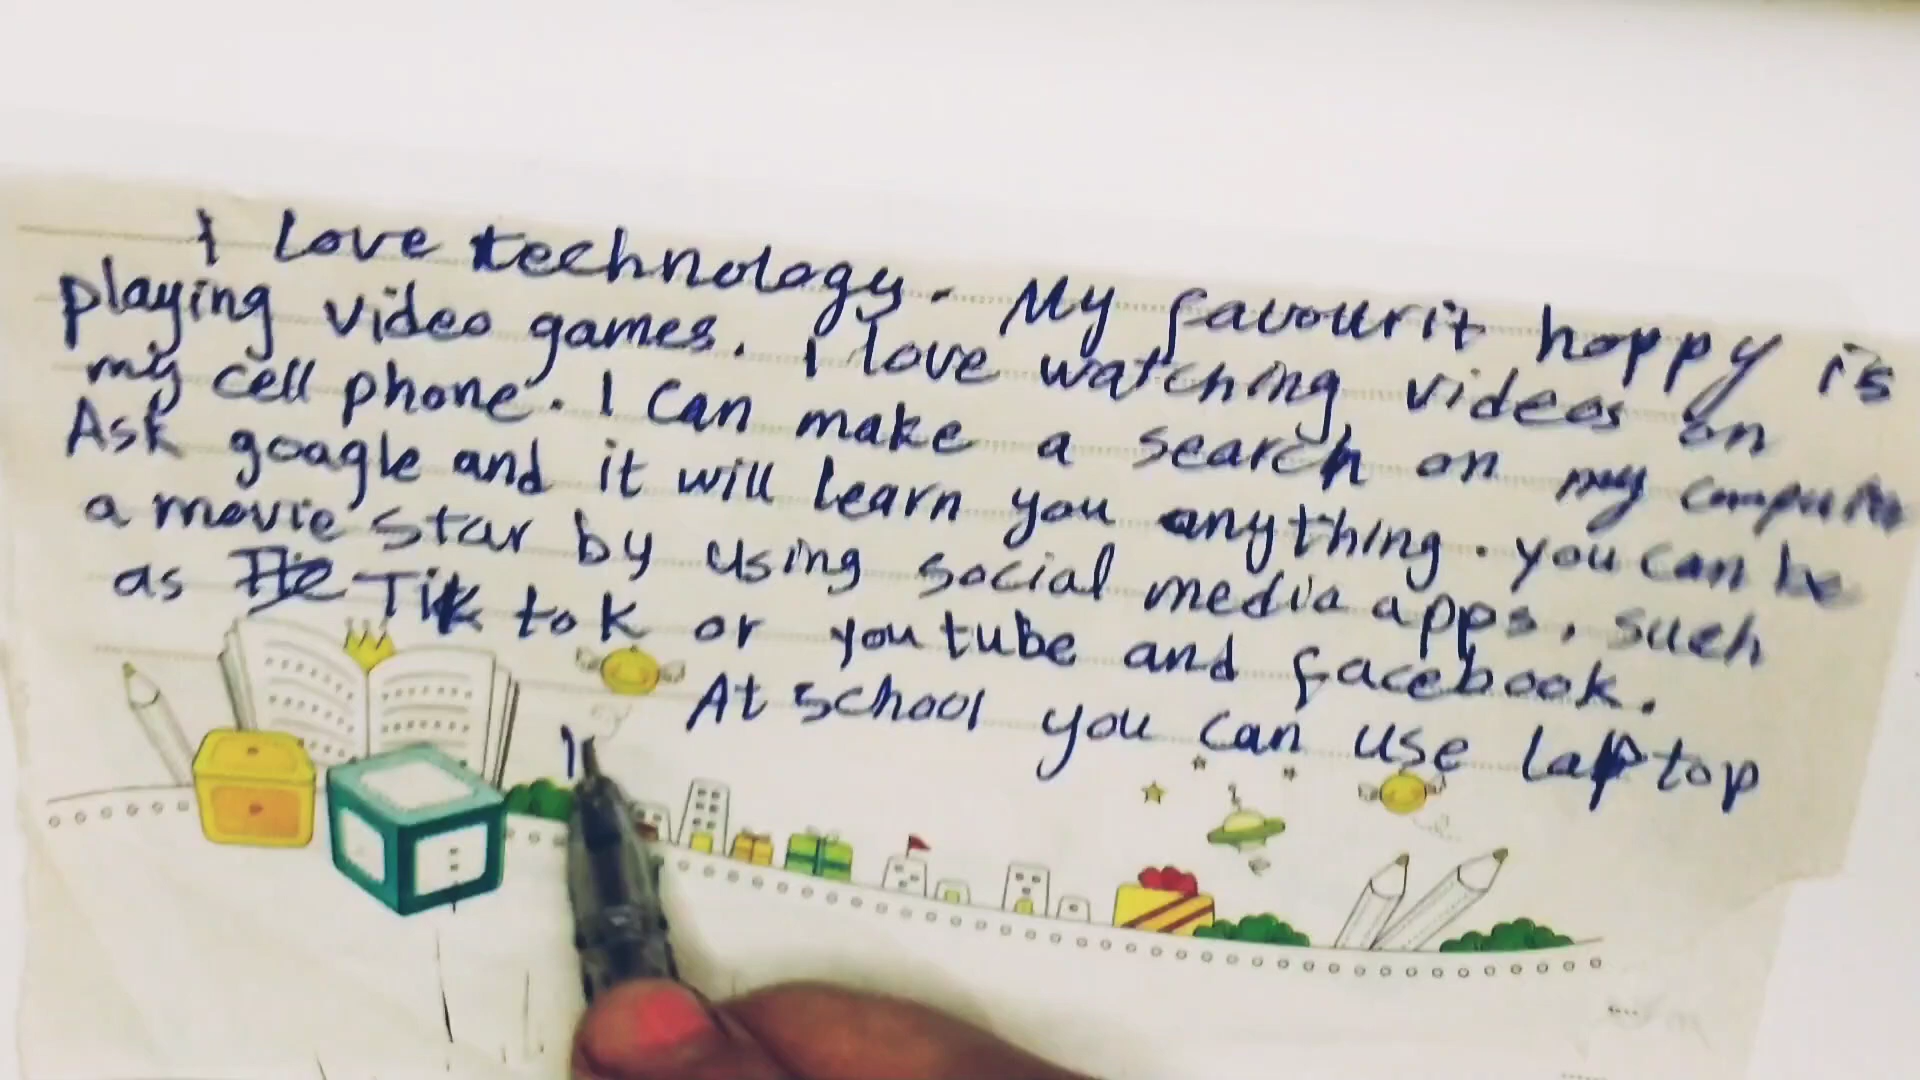 I Love technology. My favourit hoppy is
playing video games. I love watching videos on
my cell phone. I can make a search on my
Ask google and it will learn you anything. you can be
a movie star by using social media apps, such
as Tik tok or youtube and facebook.
At school you can use laptop